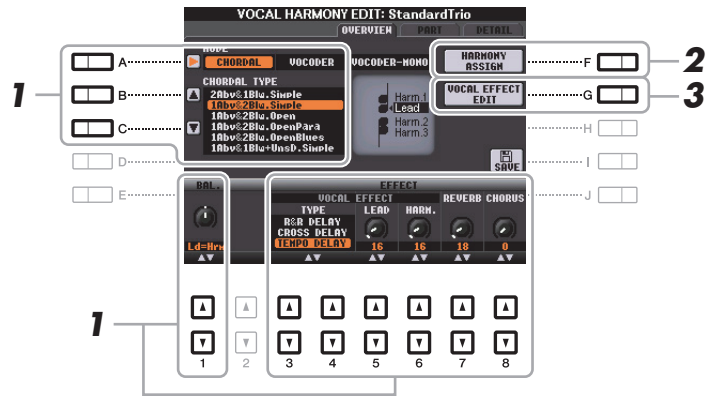 VOCAL HARMONY EDIT: StandardTrio
OVERVIEW PART DETAIL
MODE
CHORDAL VOCODER VOCODER-MONO
HARMONY ASSIGN
CHORDAL TYPE
2Abv&1Blw.Simple
1Abv&2Blw.Simple
1Abv&2Blw.Open
1Abv&2Blw.OpenPara
1Abv&2Blw.OpenBlues
1Abv&1Blw+UnsD.Simple
Harm.1
Lead
Harm.2
Harm.3
VOCAL EFFECT EDIT
SAVE
A
B
C
D
E
F
G
H
I
J
1
2
3
BAL.
Ld=Hrm
EFFECT
VOCAL EFFECT REVERB CHORUS
TYPE LEAD HARM.
R&R DELAY
CROSS DELAY
TEMPO DELAY 16 16 18 0
1
1 2 3 4 5 6 7 8